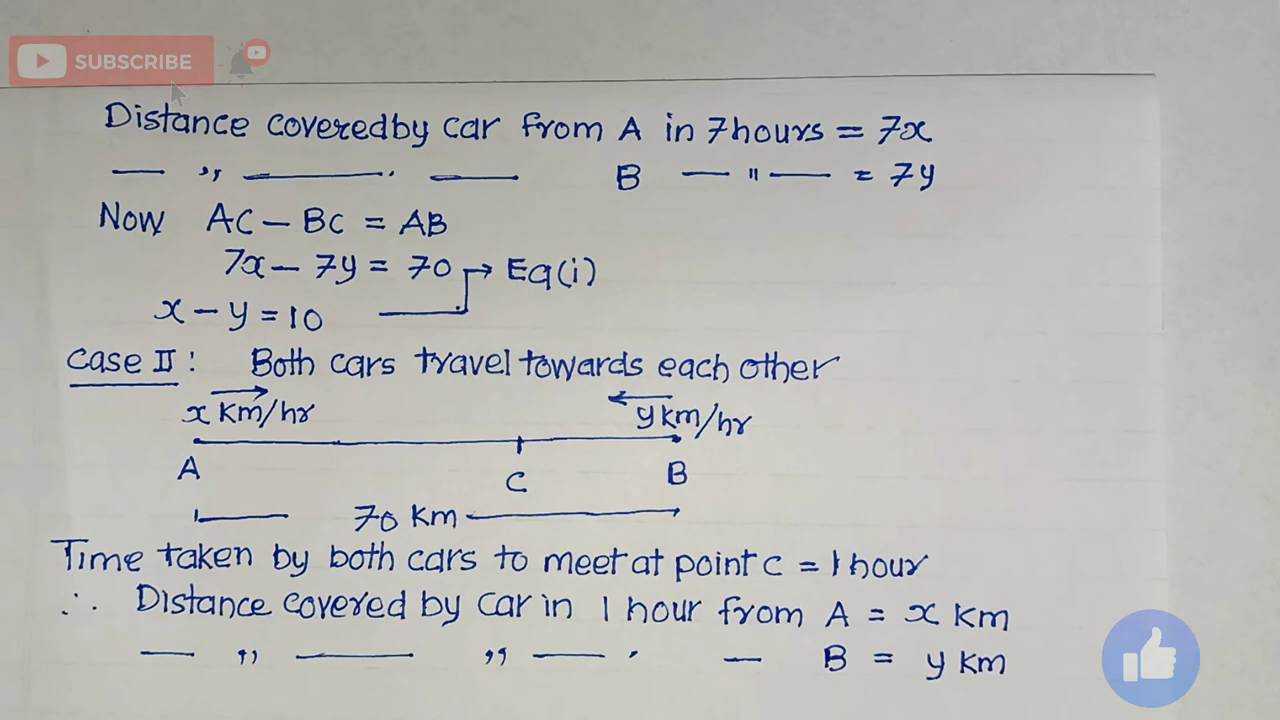 SUBSCRIBE
Distance covered by car from A in 7 hours = 7x
— ,, — — B — " — = 7y
Now AC - BC = AB
7x - 7y = 70 → Eq(i)
x - y = 10
Case II : Both cars travel towards each other
x Km/hr y km/hr
A C B
70 Km
Time taken by both cars to meet at point C = 1 hour
∴ Distance covered by car in 1 hour from A = x Km
— ,, — ,, — — B = y Km